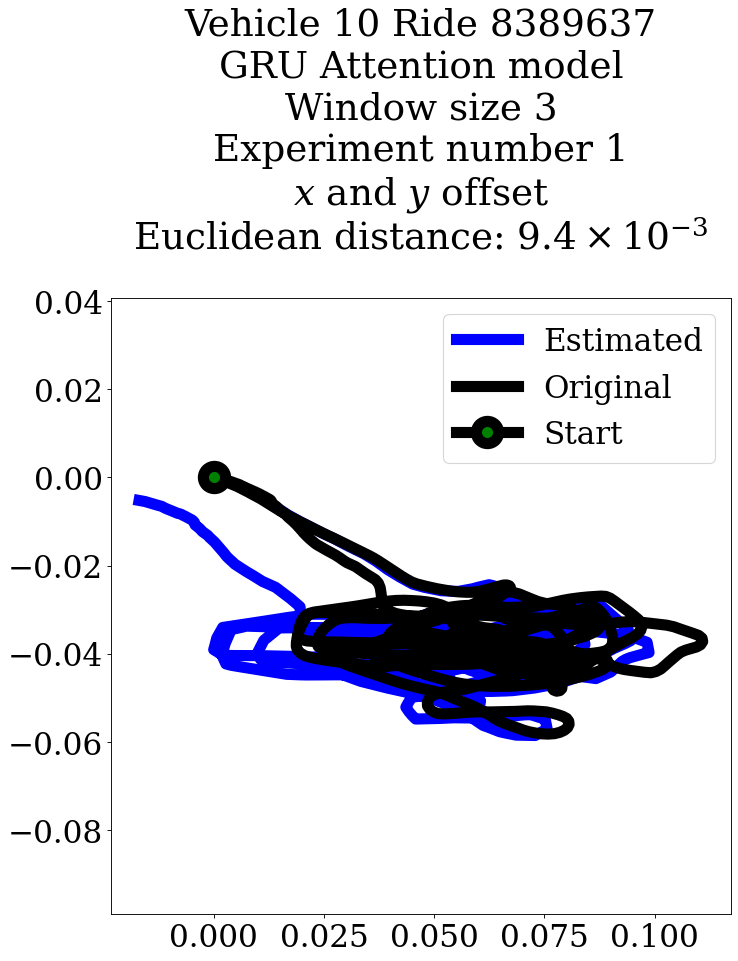 Vehicle 10 Ride 8389637
GRU Attention model
Window size 3
Experiment number 1
x and y offset
Euclidean distance: 9.4 × 10⁻³
Estimated
Original
Start
0.04
0.02
0.00
−0.02
−0.04
−0.06
−0.08
0.000 0.025 0.050 0.075 0.100